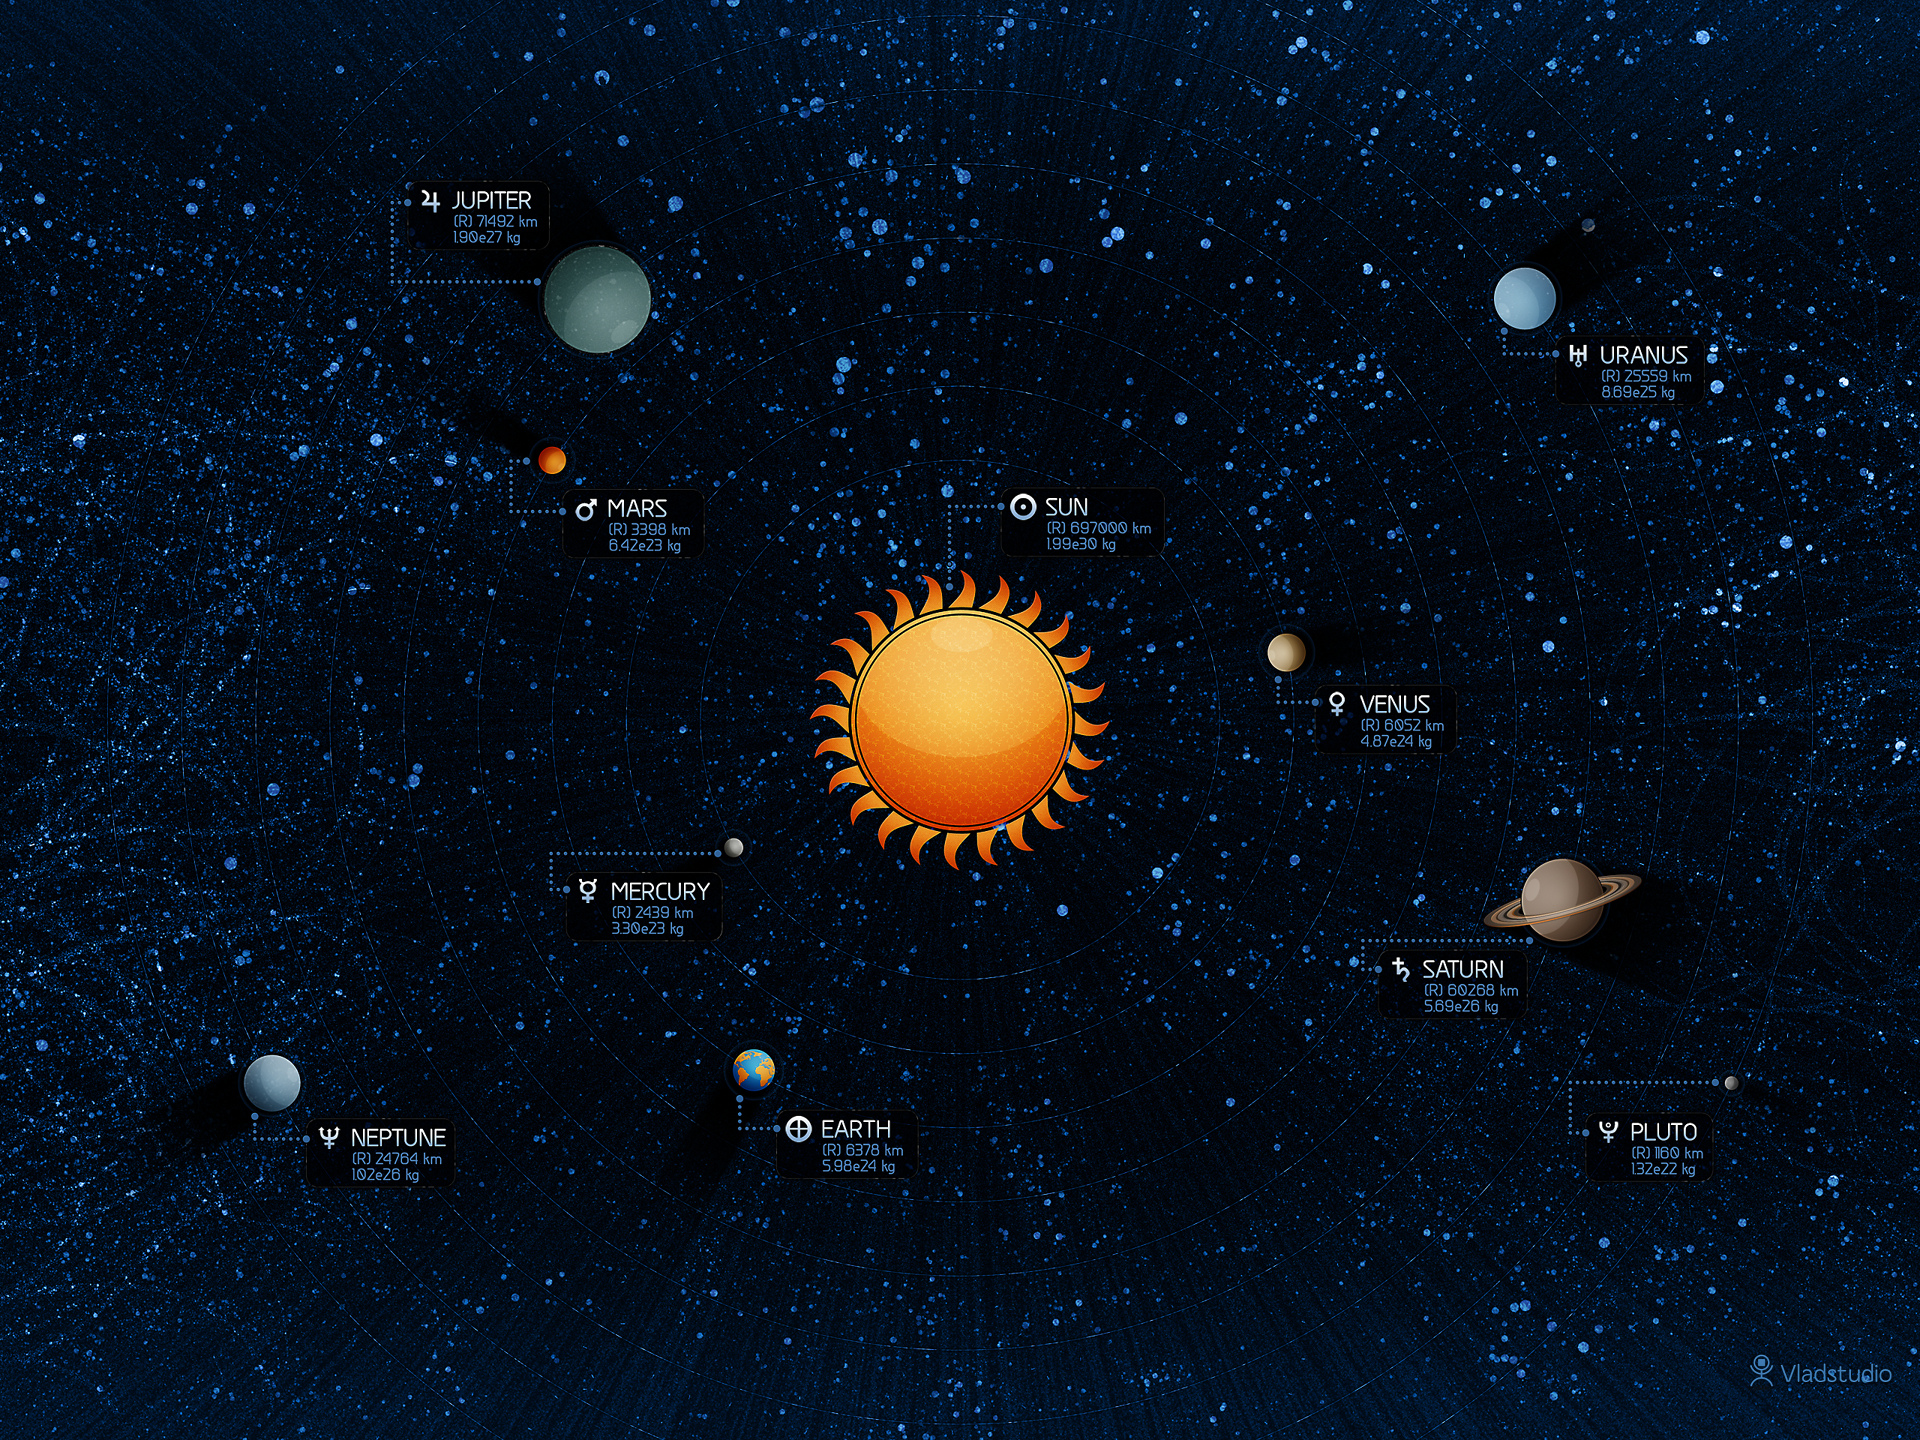 JUPITER
(R) 71492 km
1.90e27 kg
URANUS
(R) 25559 km
8.69e25 kg
MARS
(R) 3398 km
6.42e23 kg
SUN
(R) 697000 km
1.99e30 kg
VENUS
(R) 6052 km
4.87e24 kg
MERCURY
(R) 2439 km
3.30e23 kg
SATURN
(R) 60268 km
5.69e26 kg
NEPTUNE
(R) 24764 km
1.02e26 kg
EARTH
(R) 6378 km
5.98e24 kg
PLUTO
(R) 1160 km
1.32e22 kg
Vladstudio